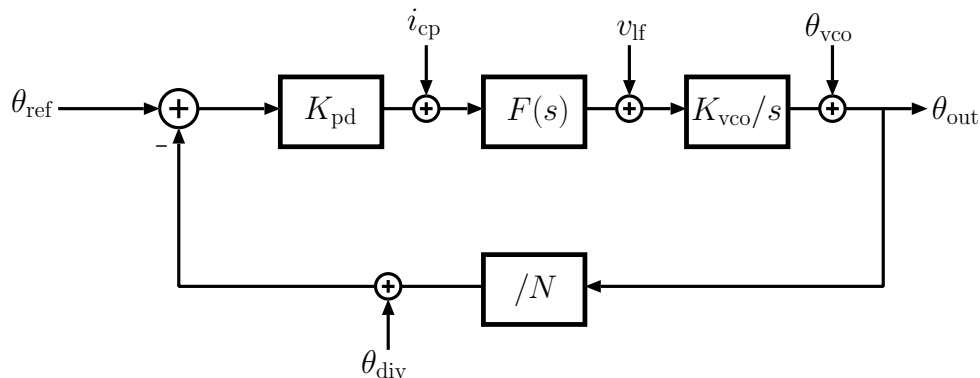 i_cp
v_lf
θ_vco
θ_ref
+
K_pd
+
F(s)
+
K_vco/s
+
θ_out
-
/N
+
θ_div